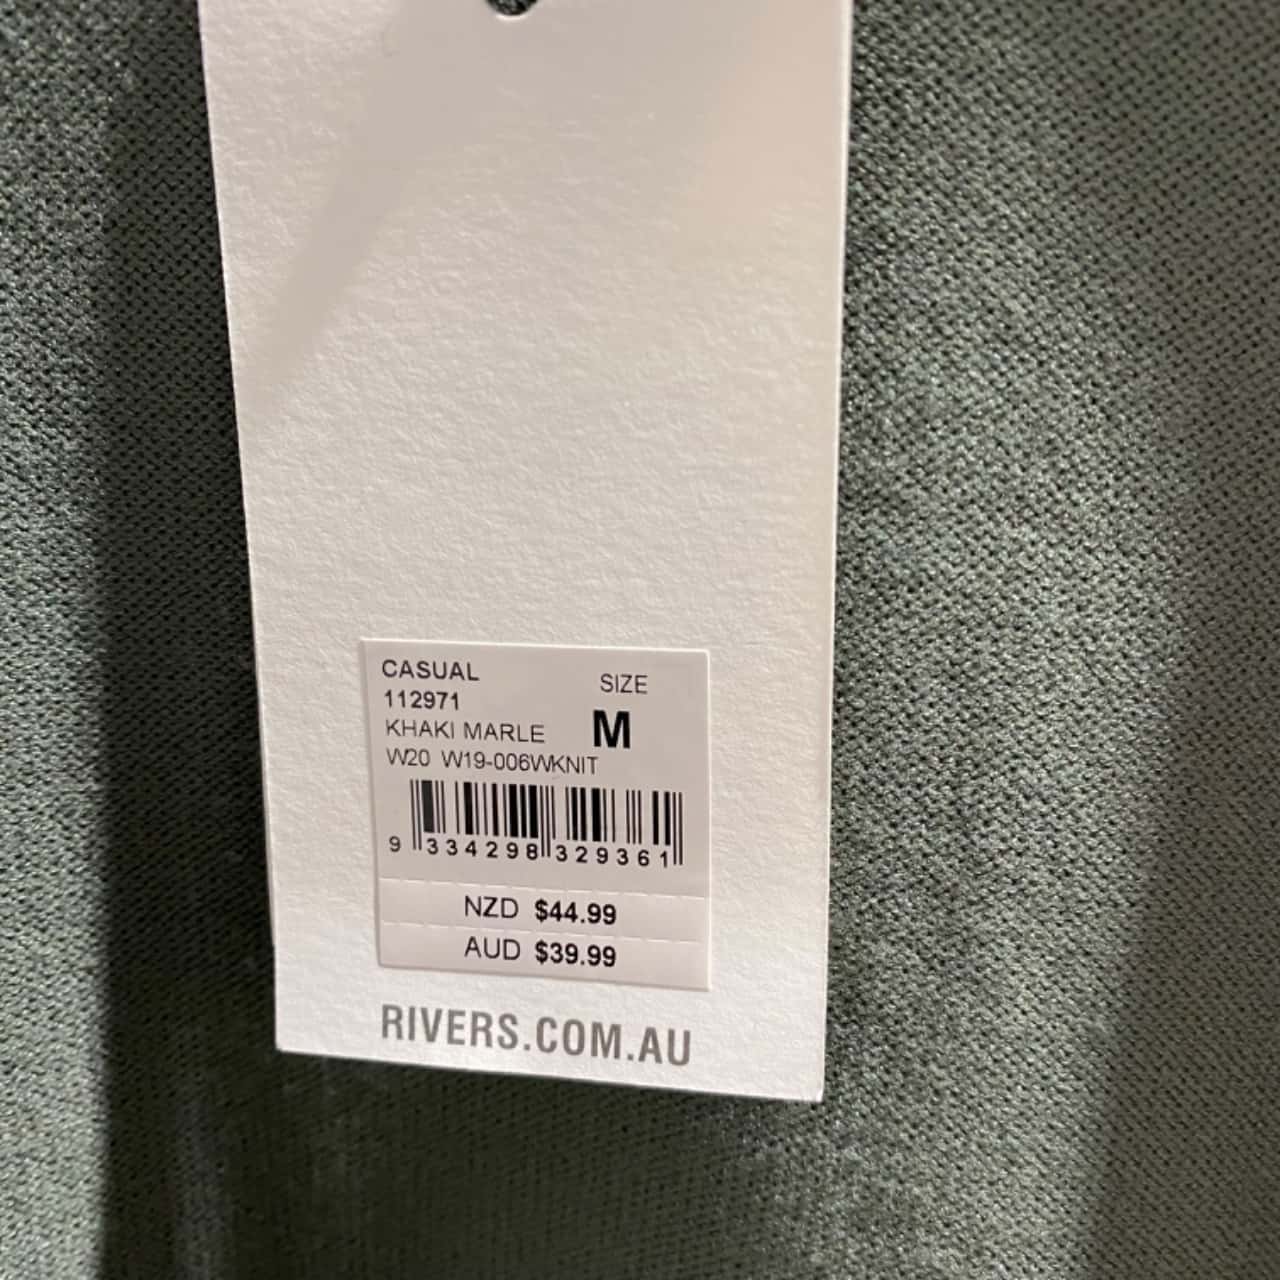 CASUAL
112971
SIZE
KHAKI MARLE
M
W20 W19-006WKNIT
9 334298 329361
NZD $44.99
AUD $39.99
RIVERS.COM.AU